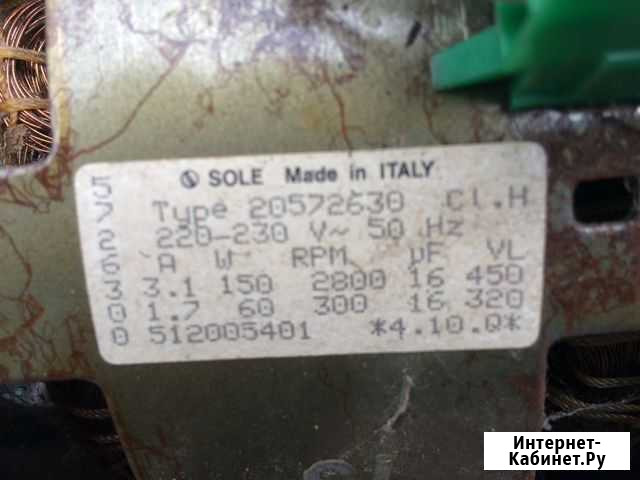 SOLE Made in ITALY
Type 20572630 Cl.H
220-230 V~ 50 Hz
A W RPM µF VL
3.1 150 2800 16 450
1.7 60 300 16 320
512005401 *4.10.Q*
5726300
Интернет-
Кабинет.Ру